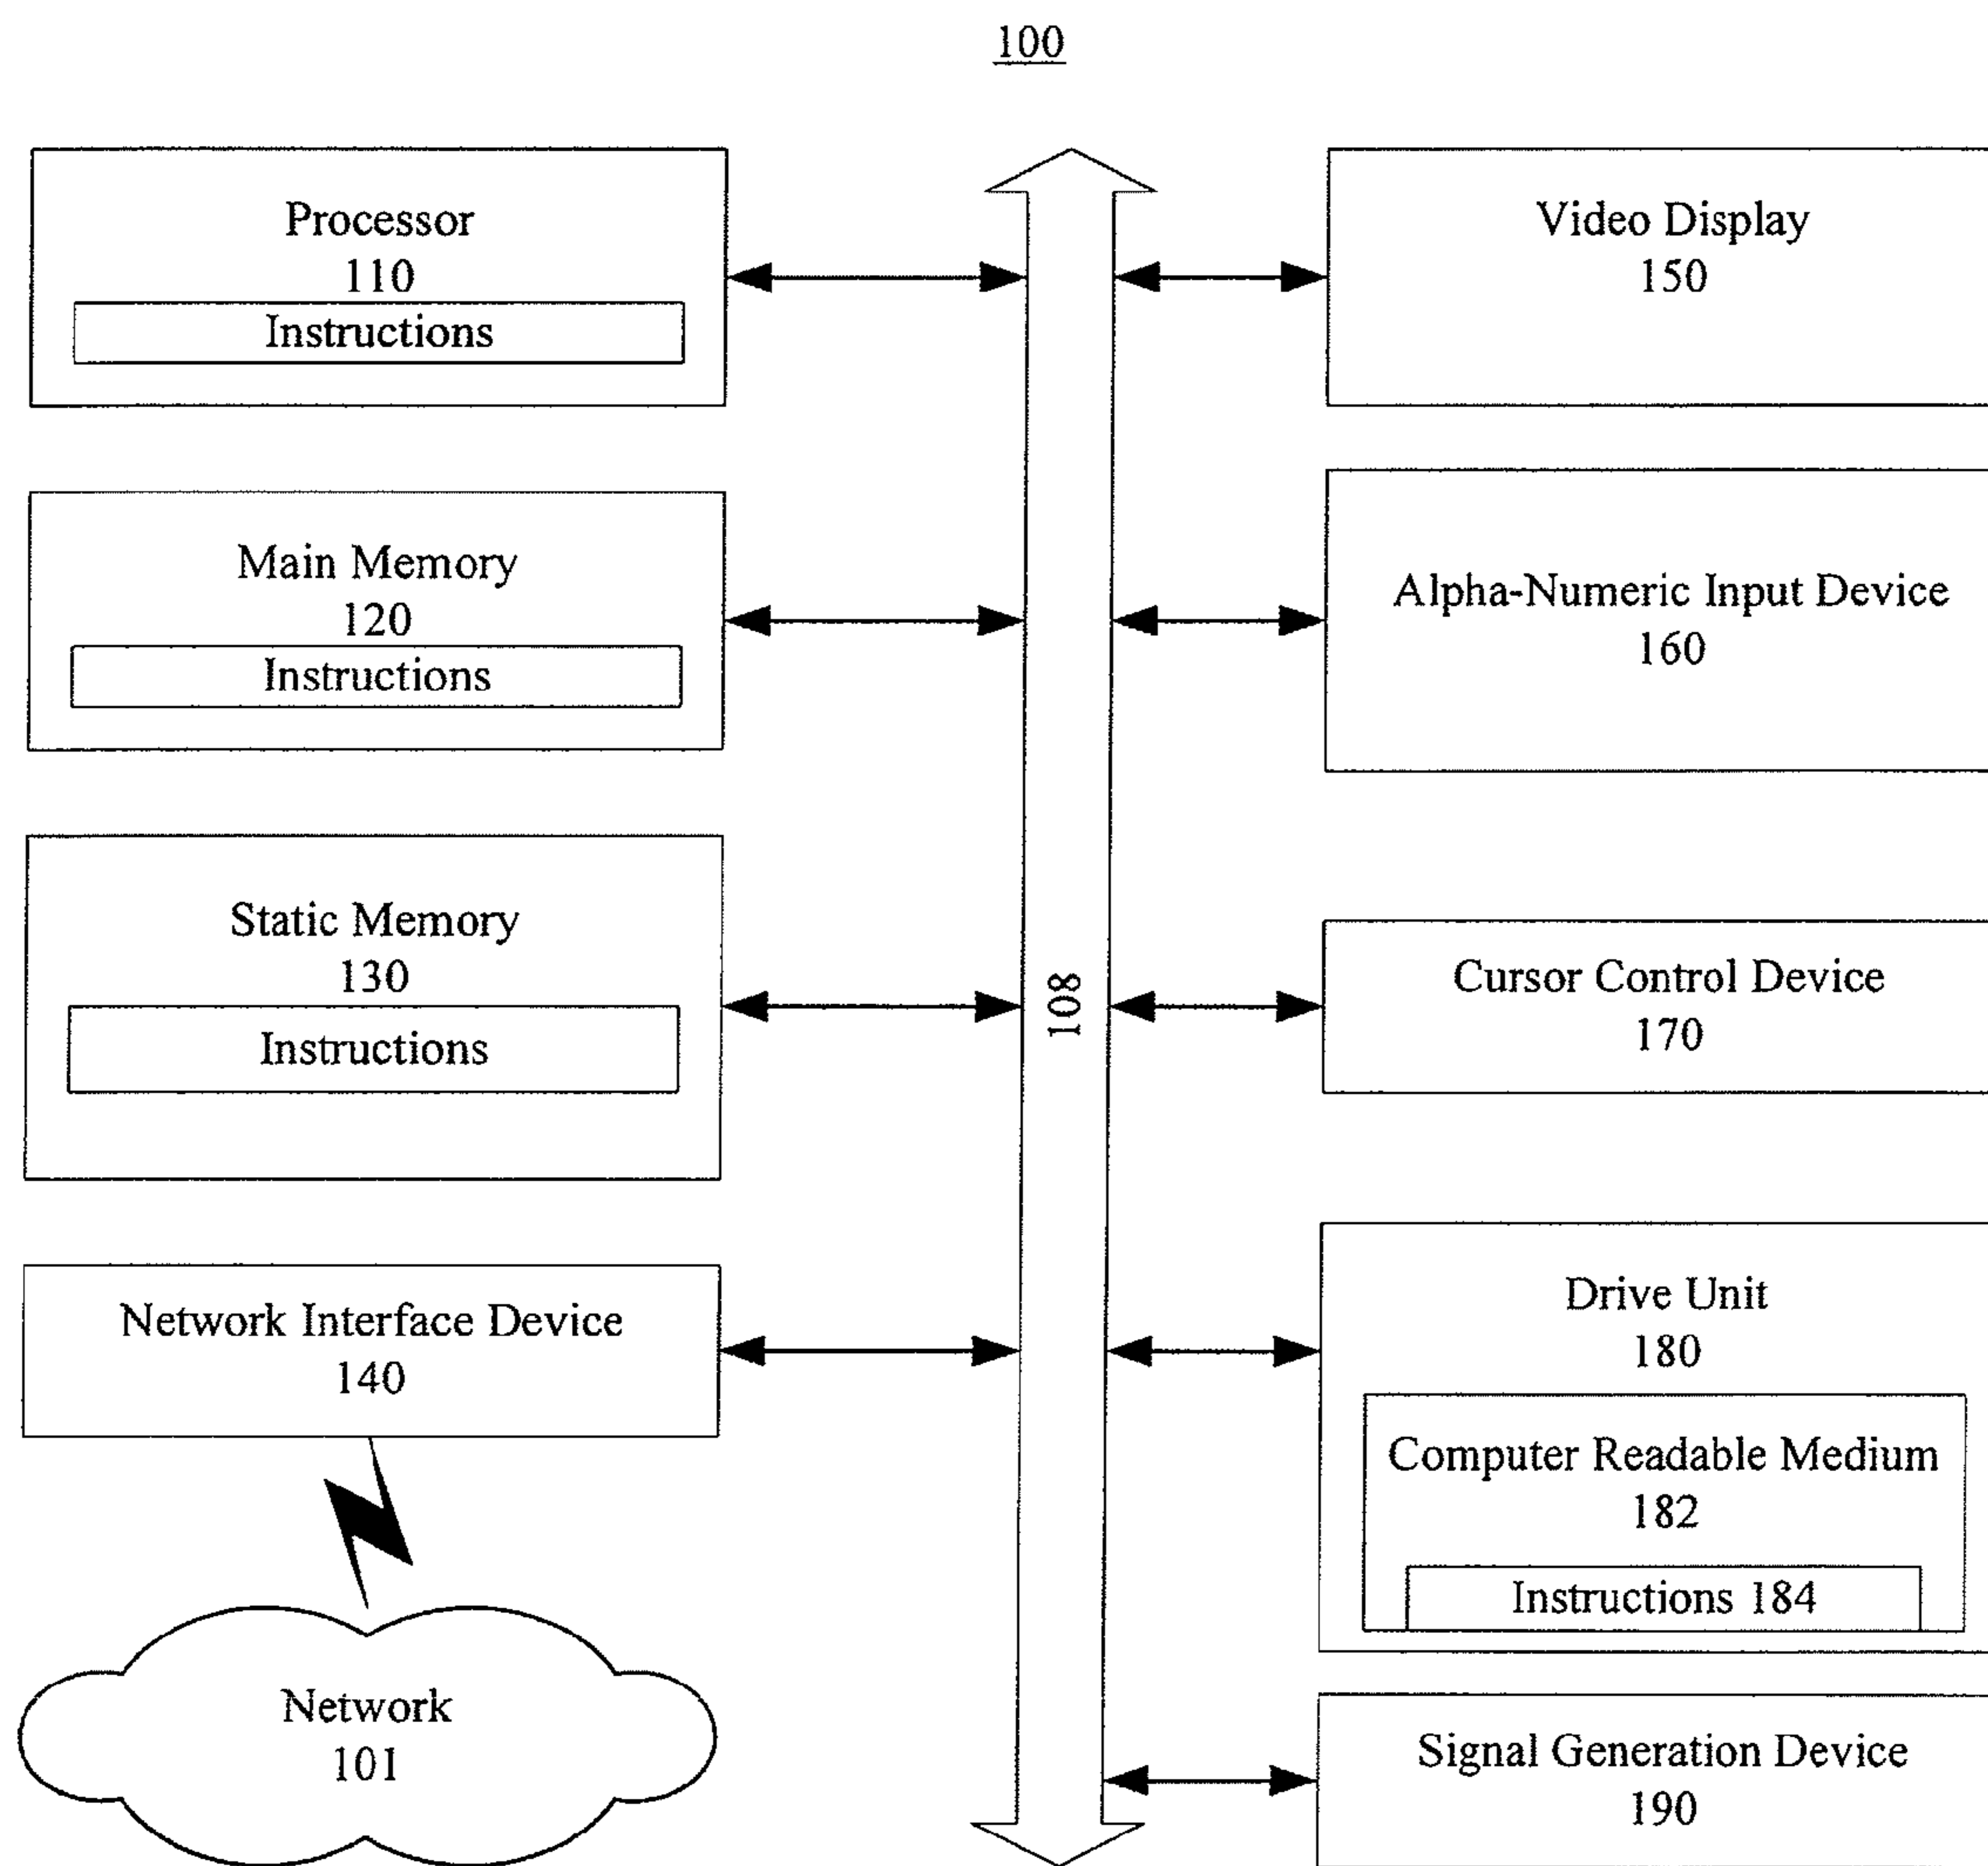 100
Processor
110
Instructions
Main Memory
120
Instructions
Static Memory
130
Instructions
Network Interface Device
140
Network
101
108
Video Display
150
Alpha-Numeric Input Device
160
Cursor Control Device
170
Drive Unit
180
Computer Readable Medium
182
Instructions 184
Signal Generation Device
190